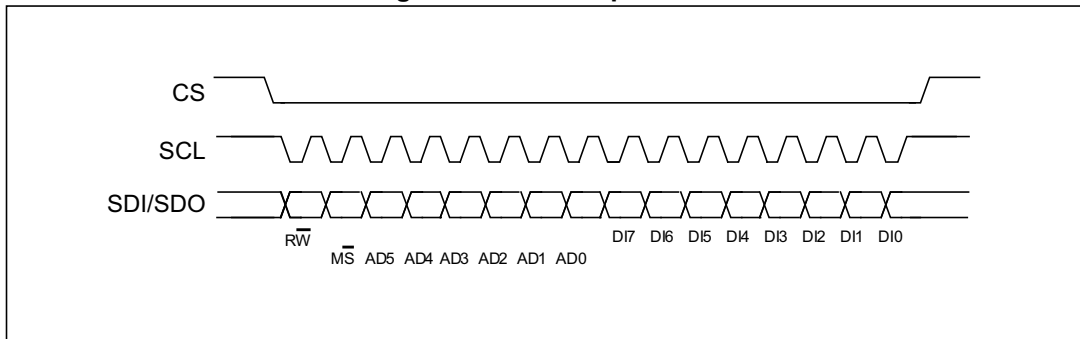 CS
SCL
SDI/SDO
RW̅ DI7 DI6 DI5 DI4 DI3 DI2 DI1 DI0
MS̅ AD5 AD4 AD3 AD2 AD1 AD0